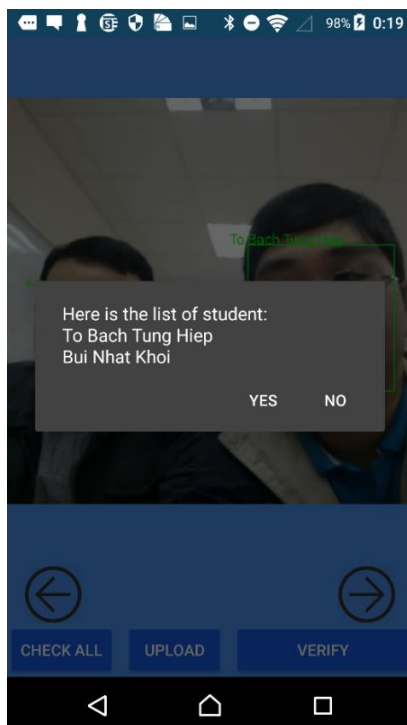 98% 0:19
To Bach Tung Hiep
Here is the list of student:
To Bach Tung Hiep
Bui Nhat Khoi
YES NO
CHECK ALL UPLOAD VERIFY